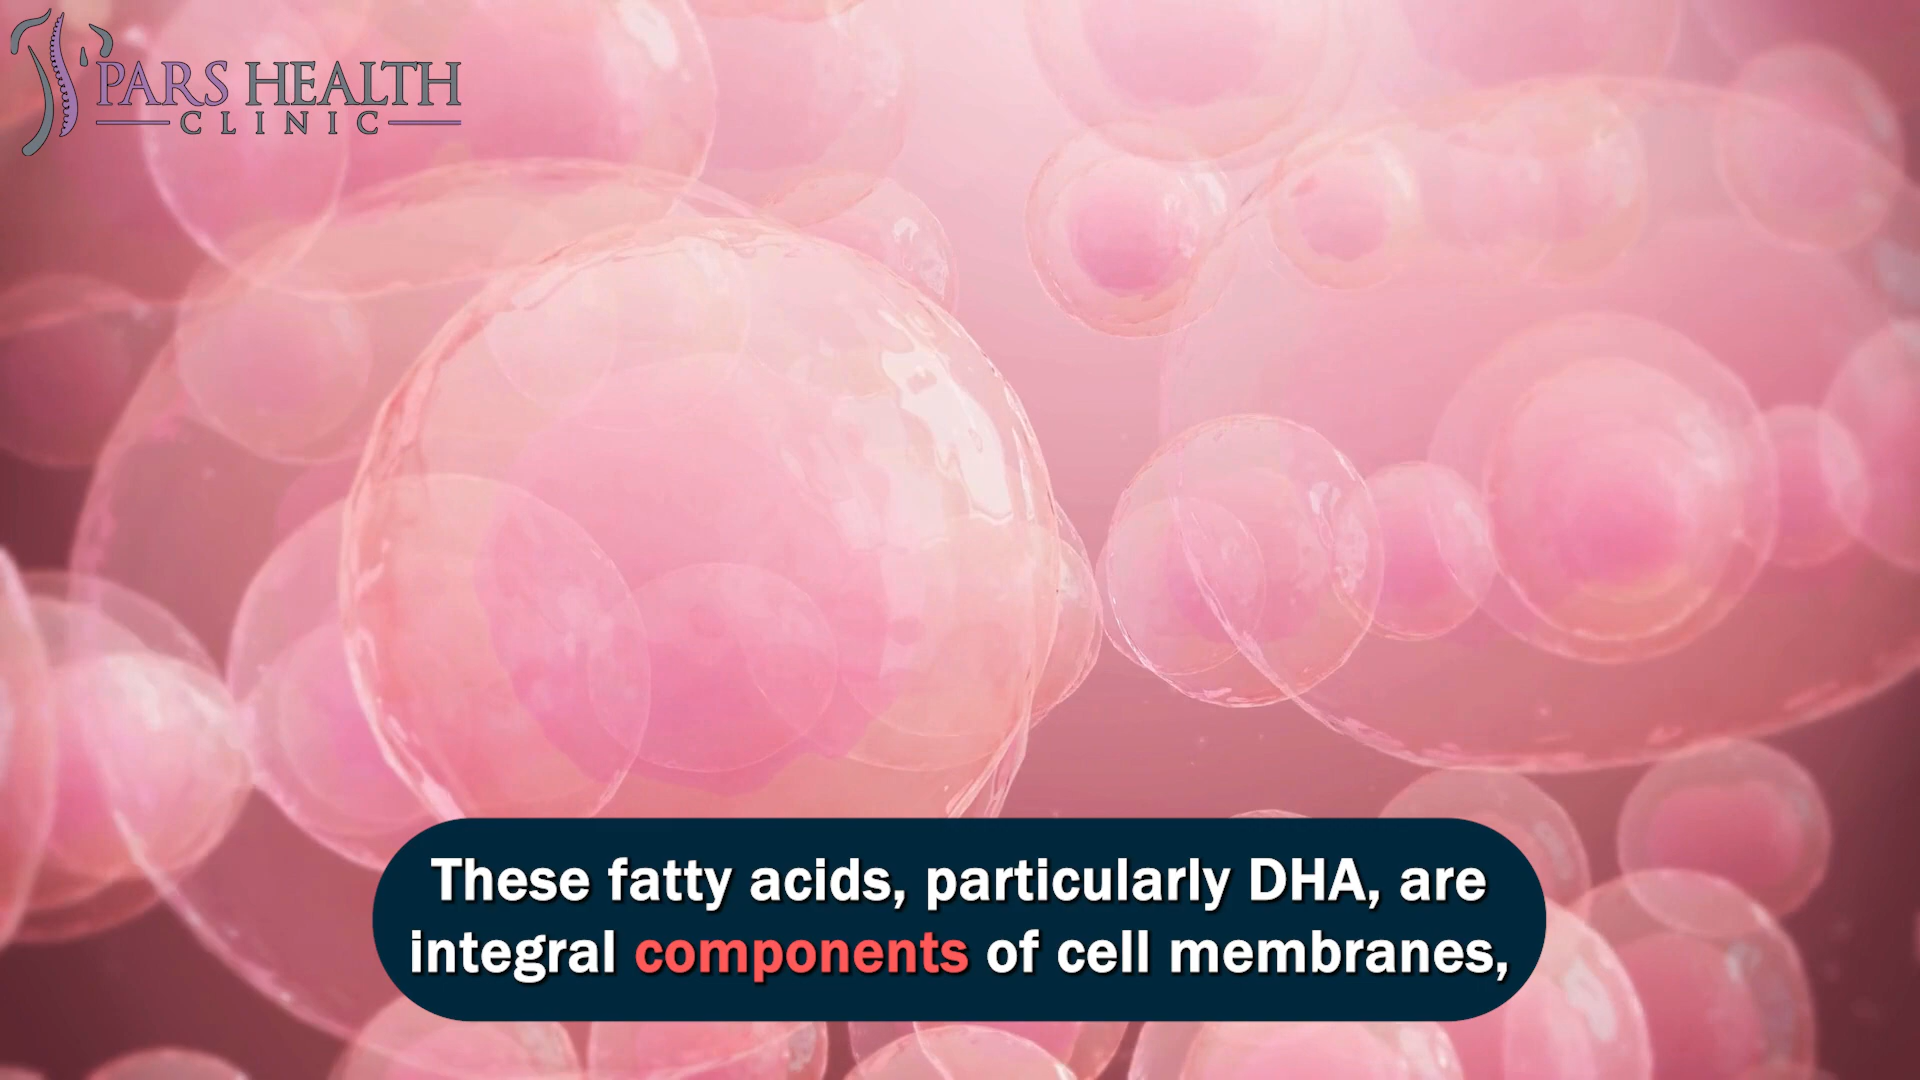 PARS HEALTH
CLINIC
These fatty acids, particularly DHA, are
integral components of cell membranes,